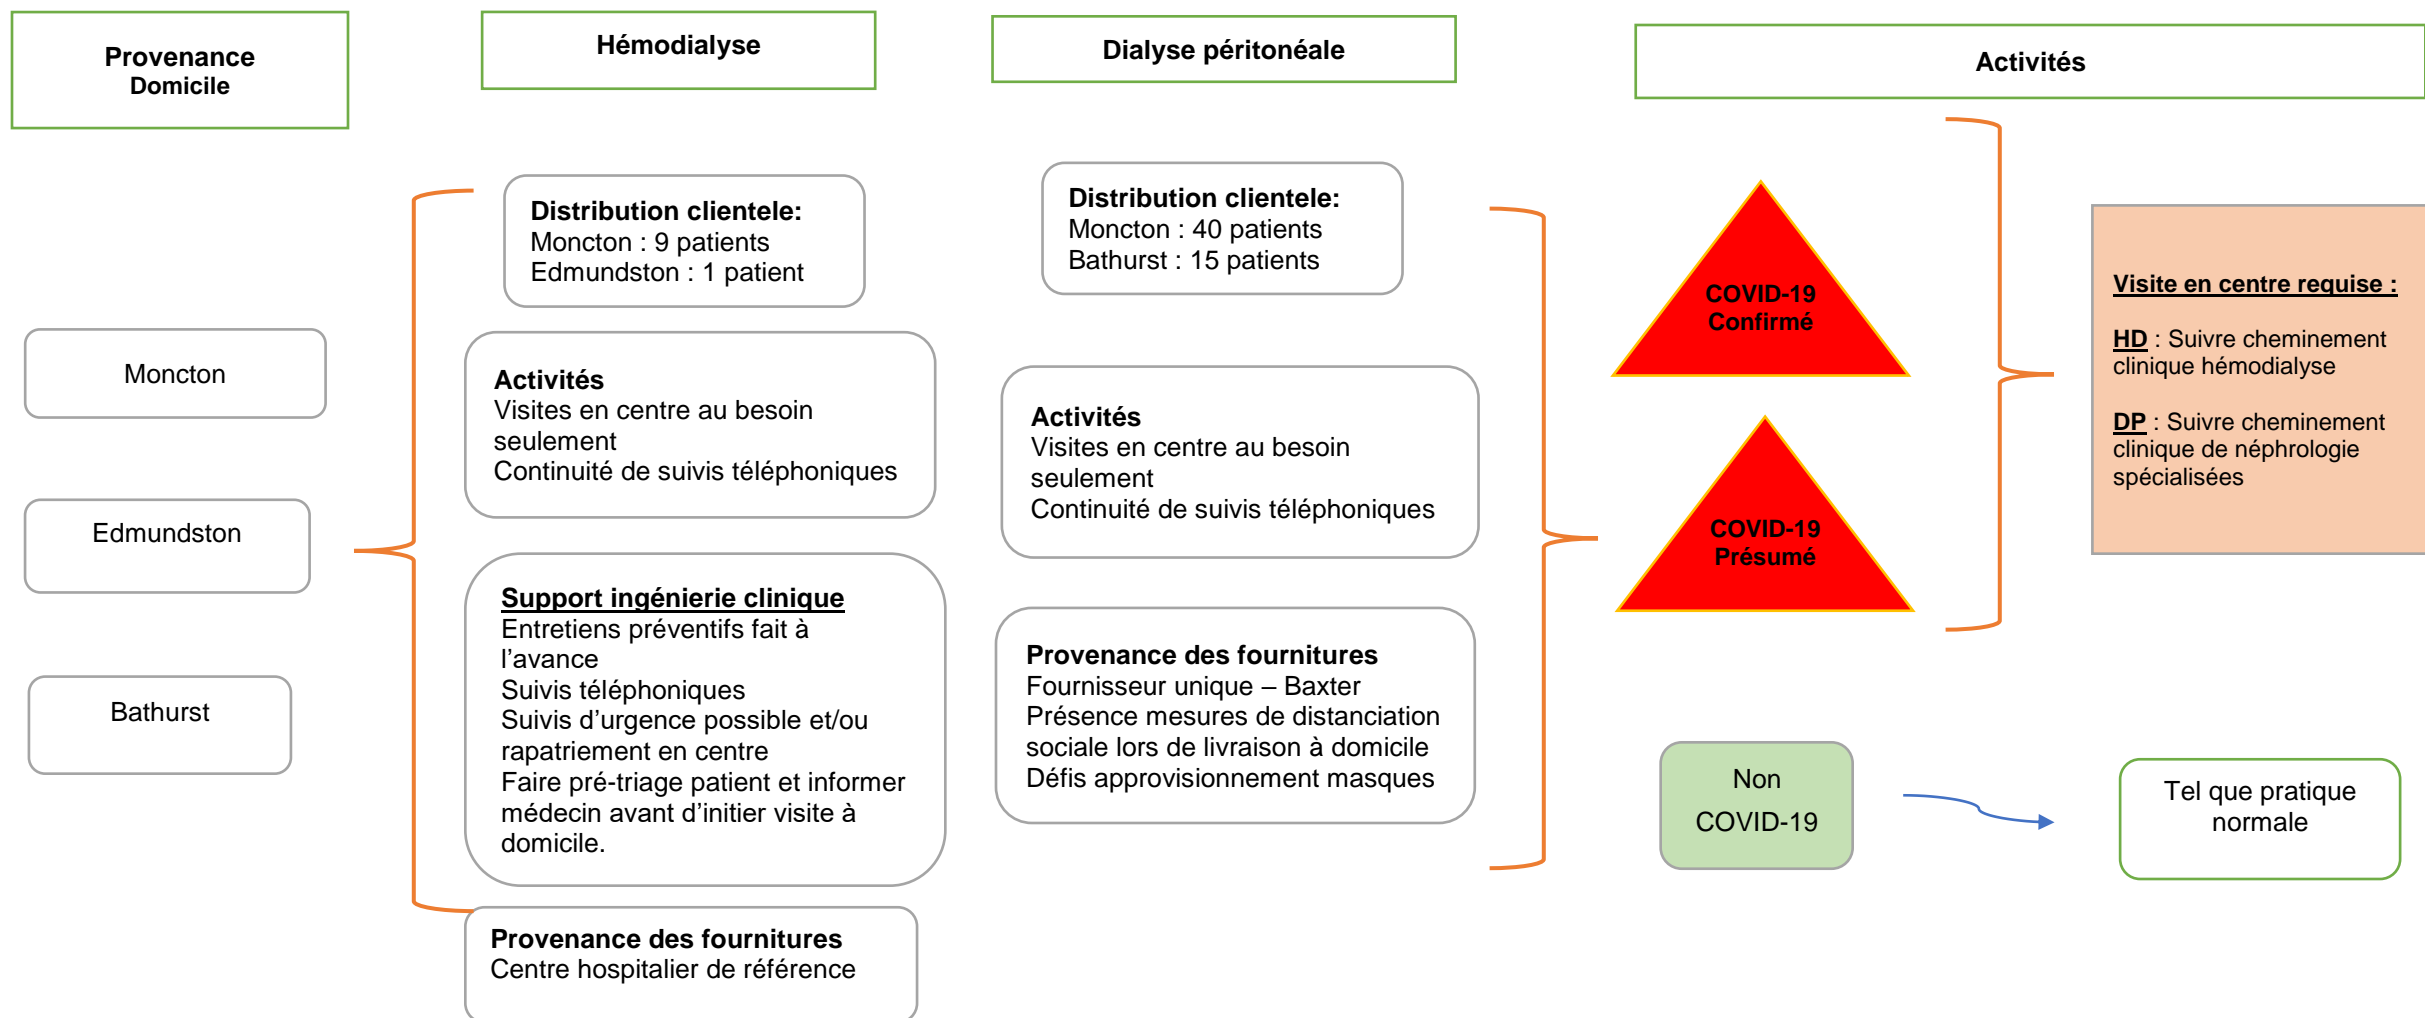 Provenance
Domicile
Hémodialyse
Dialyse péritonéale
Activités
Moncton
Edmundston
Bathurst
Distribution clientele:
Moncton : 9 patients
Edmundston : 1 patient
Activités
Visites en centre au besoin
seulement
Continuité de suivis téléphoniques
Support ingénierie clinique
Entretiens préventifs fait à
l’avance
Suivis téléphoniques
Suivis d’urgence possible et/ou
rapatriement en centre
Faire pré-triage patient et informer
médecin avant d’initier visite à
domicile.
Provenance des fournitures
Centre hospitalier de référence
Distribution clientele:
Moncton : 40 patients
Bathurst : 15 patients
Activités
Visites en centre au besoin
seulement
Continuité de suivis téléphoniques
Provenance des fournitures
Fournisseur unique – Baxter
Présence mesures de distanciation
sociale lors de livraison à domicile
Défis approvisionnement masques
COVID-19
Confirmé
COVID-19
Présumé
Non
COVID-19
Visite en centre requise :
HD : Suivre cheminement
clinique hémodialyse
DP : Suivre cheminement
clinique de néphrologie
spécialisées
Tel que pratique
normale